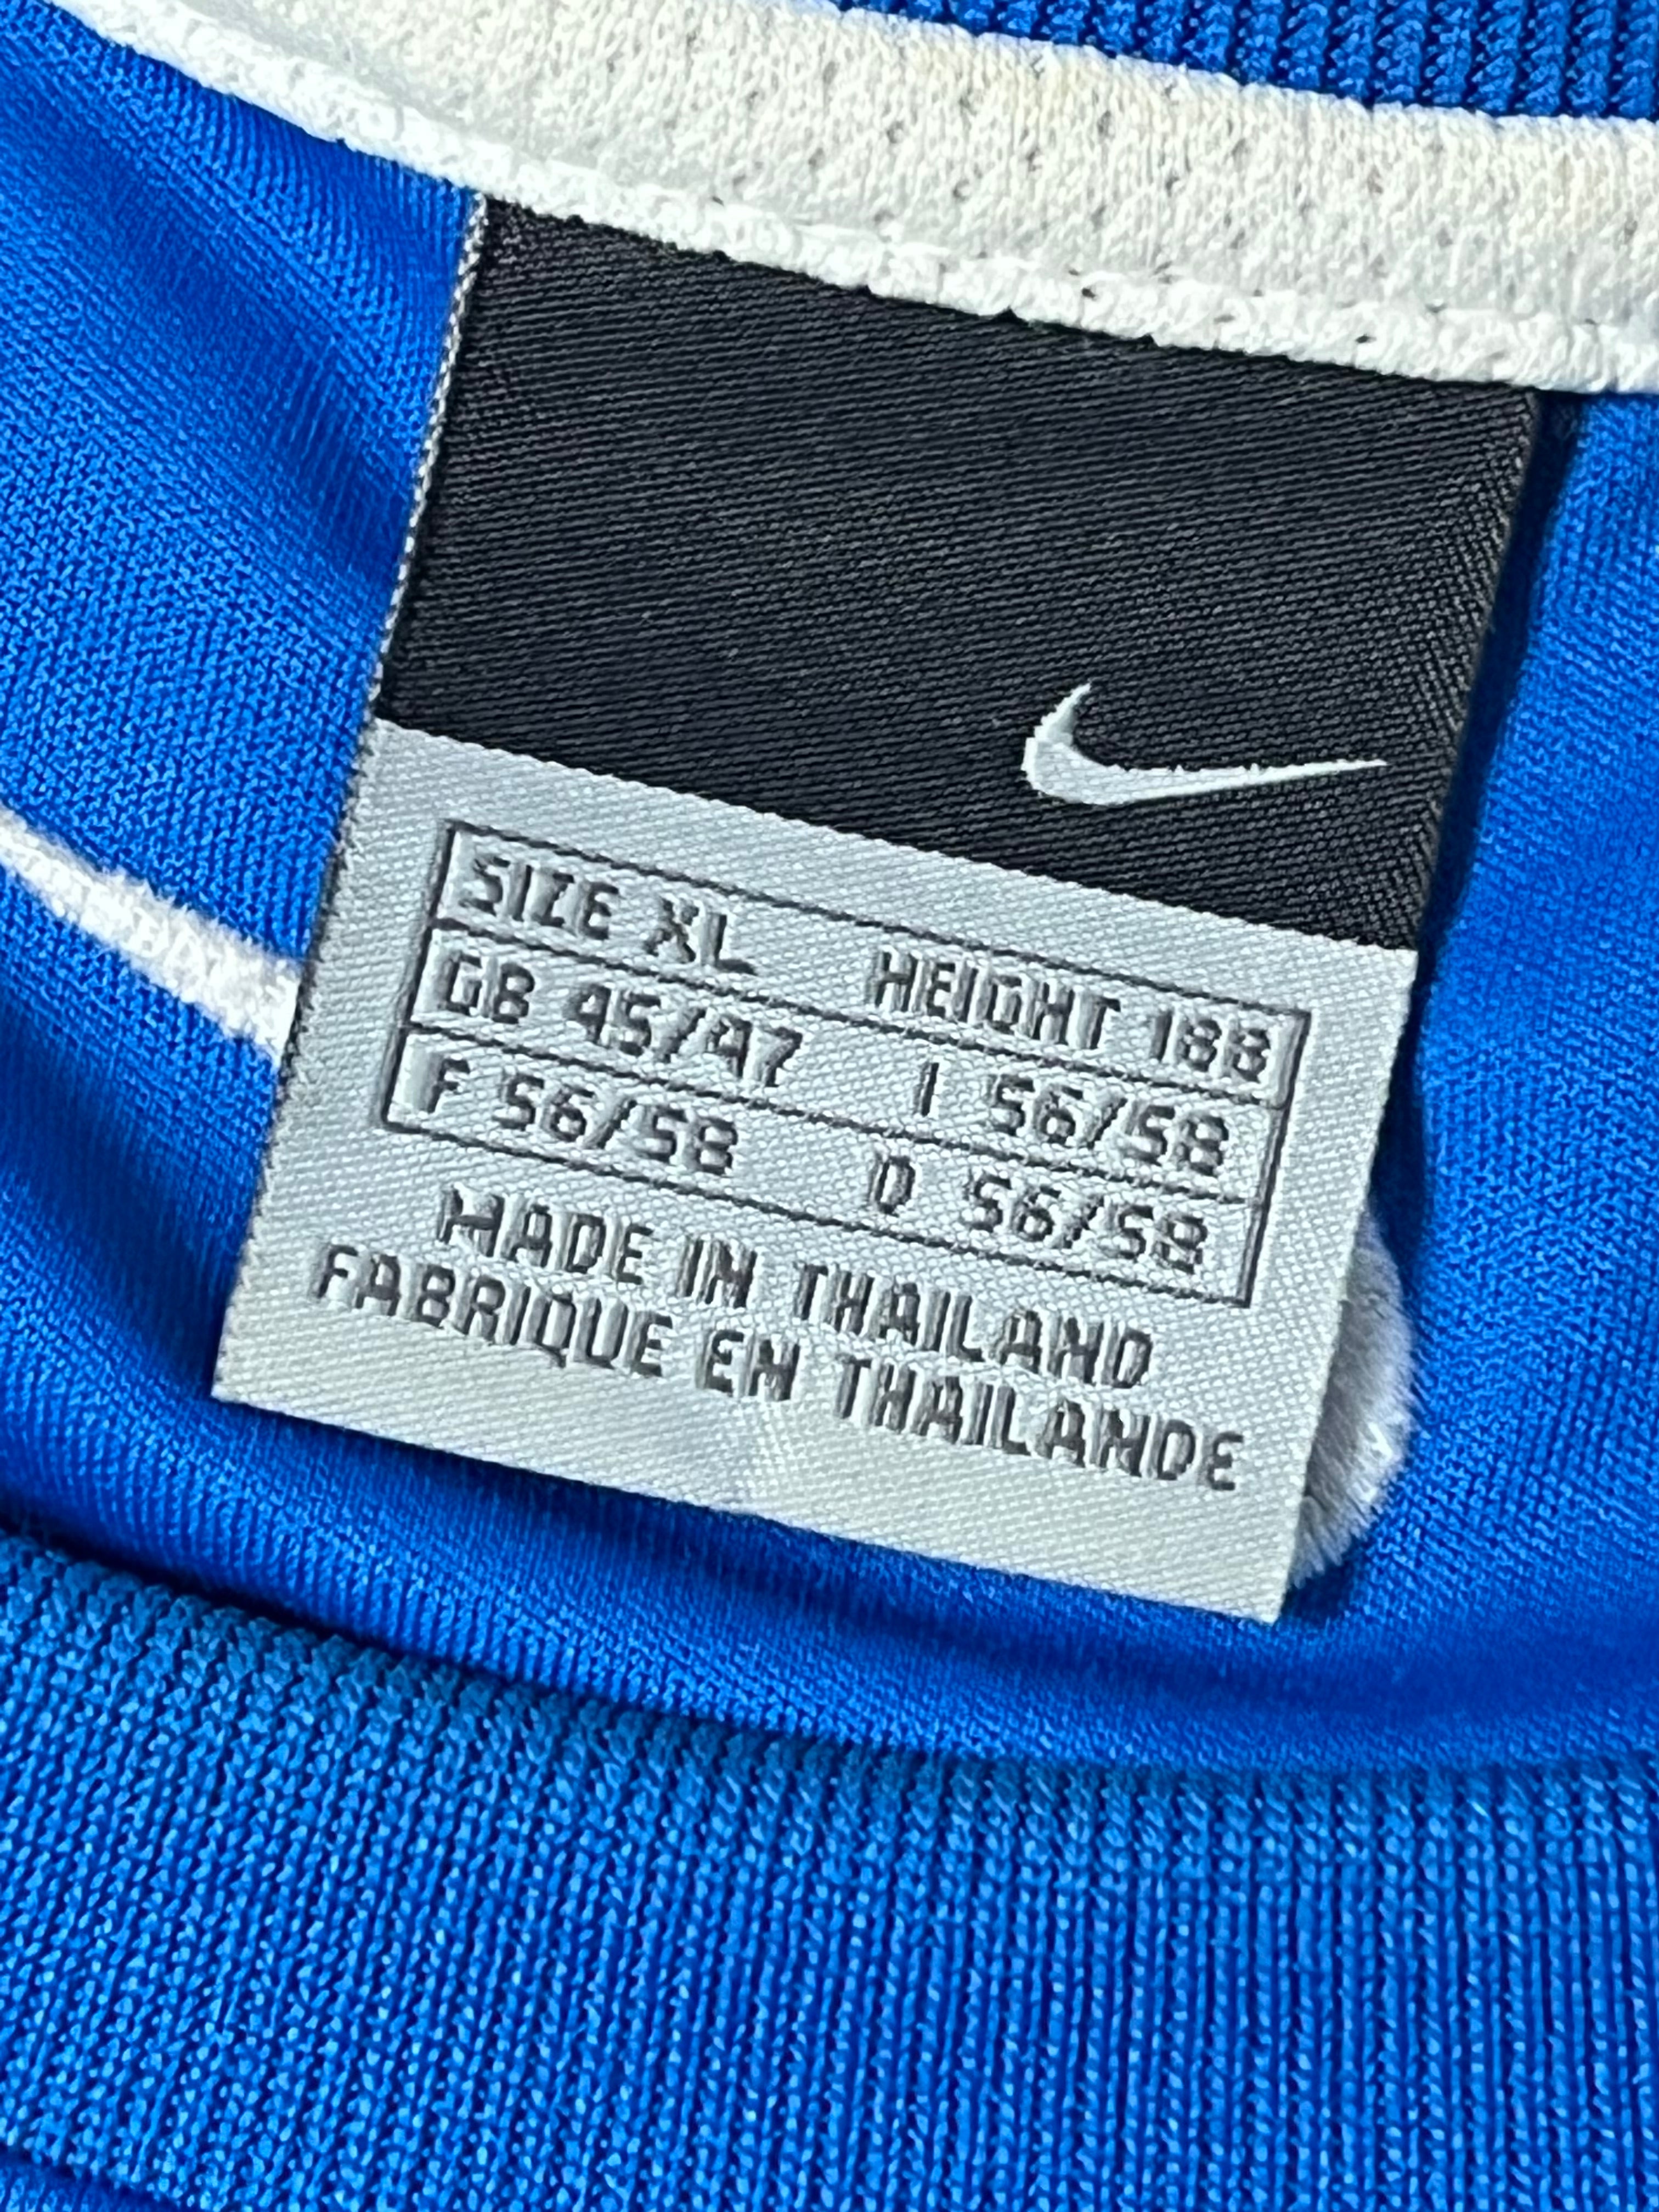 SIZE XL HEIGHT 188
GB 45/47 I 56/58
F 56/58 D 56/58
MADE IN THAILAND
FABRIQUE EN THAILANDE